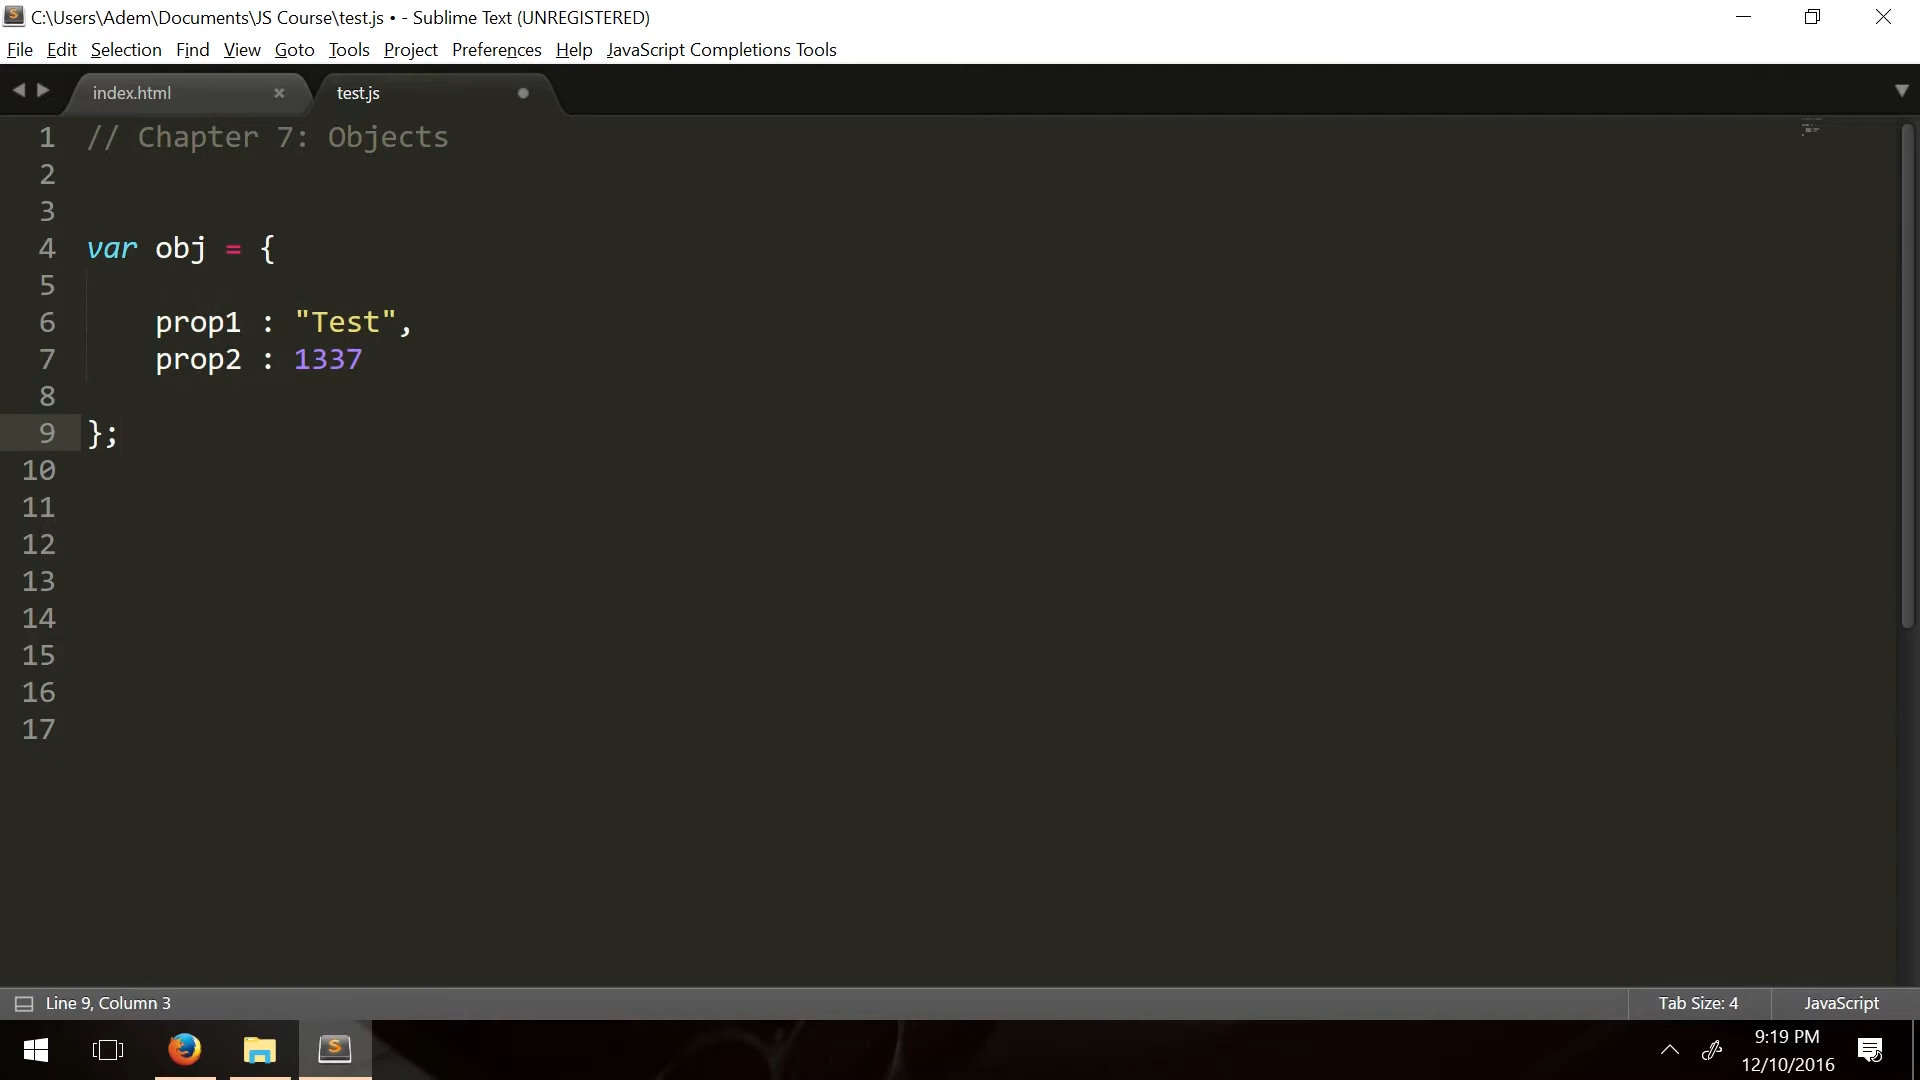 C:\Users\Adem\Documents\JS Course\test.js • - Sublime Text (UNREGISTERED)
File Edit Selection Find View Goto Tools Project Preferences Help JavaScript Completions Tools
index.html test.js
1 // Chapter 7: Objects
2
3
4 var obj = {
5
6 prop1 : "Test",
7 prop2 : 1337
8
9 };
10
11
12
13
14
15
16
17
Line 9, Column 3 Tab Size: 4 JavaScript
9:19 PM
12/10/2016